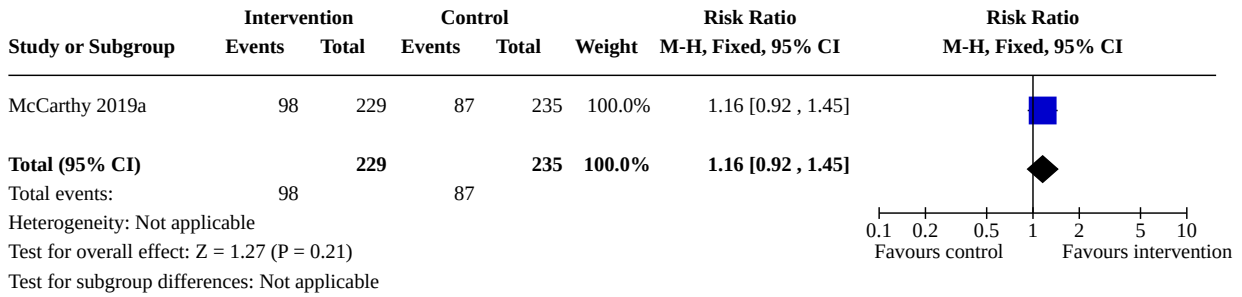 Intervention Control Risk Ratio Risk Ratio
Study or Subgroup Events Total Events Total Weight M-H, Fixed, 95% CI M-H, Fixed, 95% CI
McCarthy 2019a 98 229 87 235 100.0% 1.16 [0.92 , 1.45]
Total (95% CI) 229 235 100.0% 1.16 [0.92 , 1.45]
Total events: 98 87
Heterogeneity: Not applicable
0.1 0.2 0.5 1 2 5 10
Test for overall effect: Z = 1.27 (P = 0.21) Favours control Favours intervention
Test for subgroup differences: Not applicable